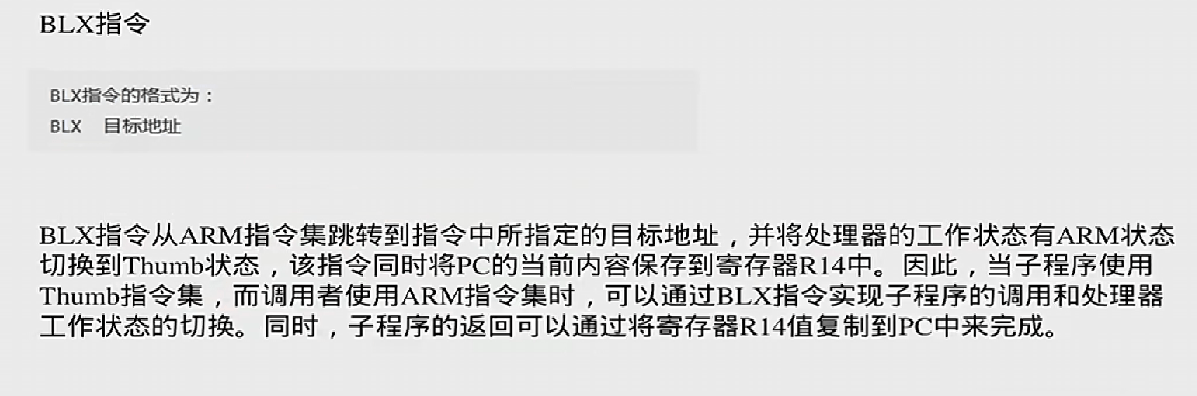 BLX指令
BLX指令的格式为：
BLX 目标地址
BLX指令从ARM指令集跳转到指令中所指定的目标地址，并将处理器的工作状态有ARM状态
切换到Thumb状态，该指令同时将PC的当前内容保存到寄存器R14中。因此，当子程序使用
Thumb指令集，而调用者使用ARM指令集时，可以通过BLX指令实现子程序的调用和处理器
工作状态的切换。同时，子程序的返回可以通过将寄存器R14值复制到PC中来完成。